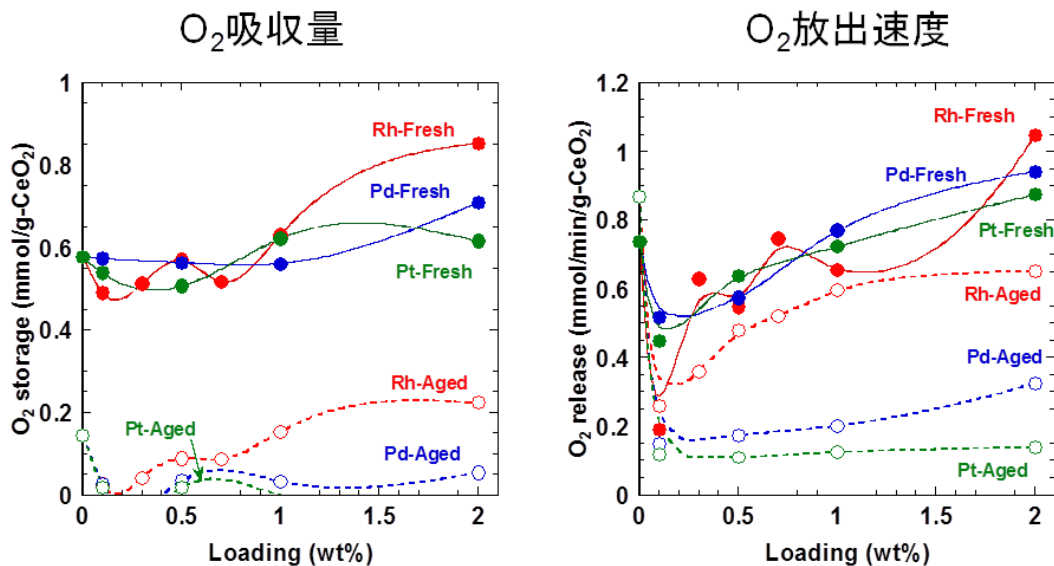 O₂吸収量
O₂ storage (mmol/g-CeO₂)
1
0.8
0.6
0.4
0.2
0
Rh-Fresh
Pd-Fresh
Pt-Fresh
Rh-Aged
Pt-Aged
Pd-Aged
0 0.5 1 1.5 2
Loading (wt%)
O₂放出速度
O₂ release (mmol/min/g-CeO₂)
1.2
1
0.8
0.6
0.4
0.2
0
Rh-Fresh
Pd-Fresh
Pt-Fresh
Rh-Aged
Pd-Aged
Pt-Aged
0 0.5 1 1.5 2
Loading (wt%)